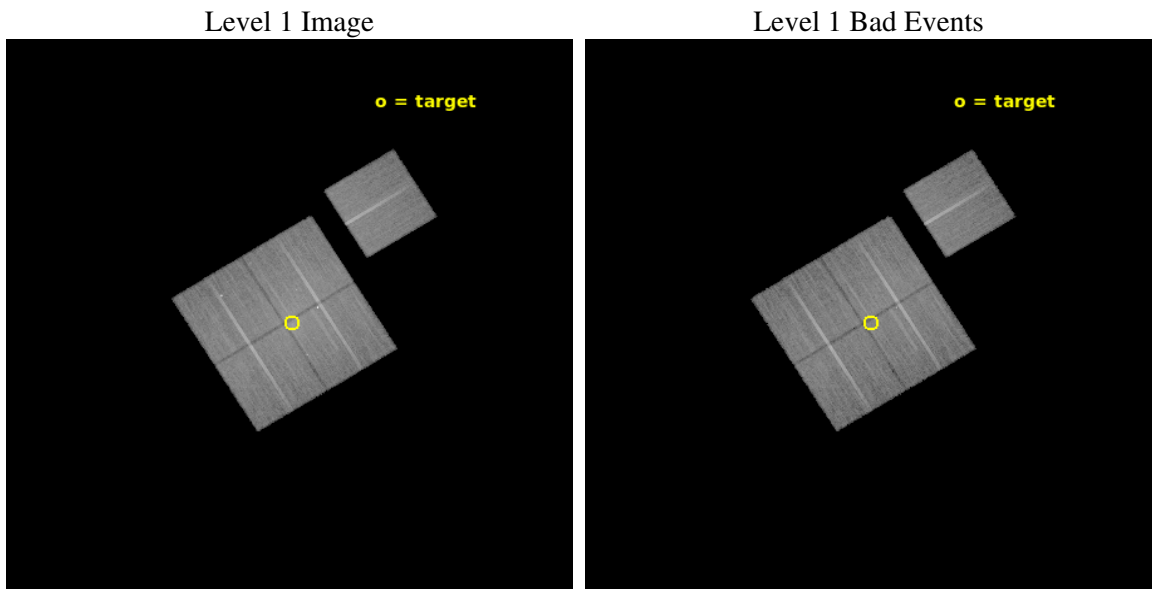 Level 1 Image
Level 1 Bad Events
o = target
o = target